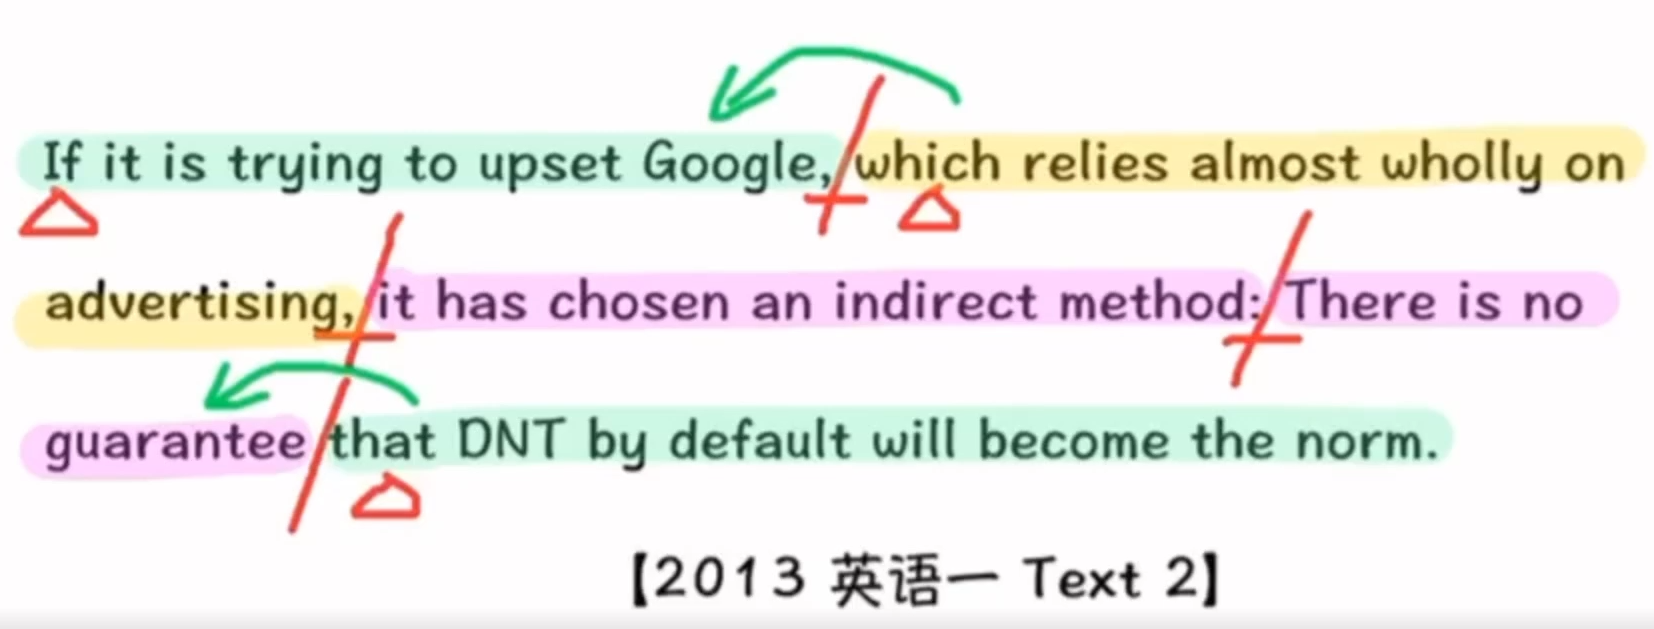 If it is trying to upset Google, which relies almost wholly on
advertising, it has chosen an indirect method: There is no
guarantee that DNT by default will become the norm.
【2013 英语一 Text 2】